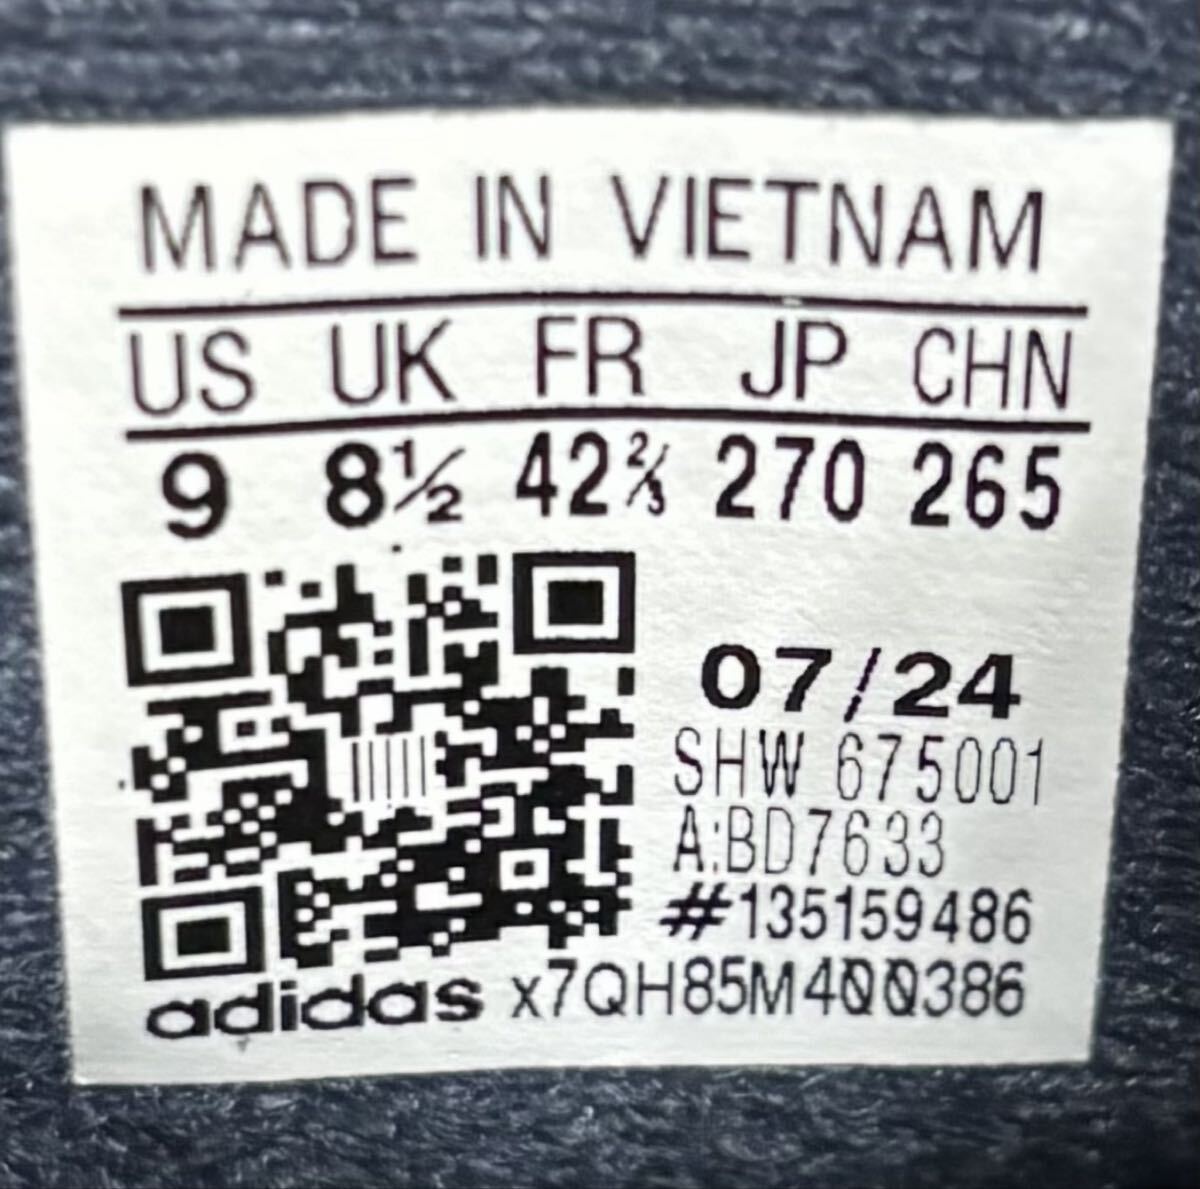 MADE IN VIETNAM
US UK FR JP CHN
9 8½ 42⅔ 270 265
07/24
SHW 675001
A:BD7633
#135159486
adidas x7QH85M400386